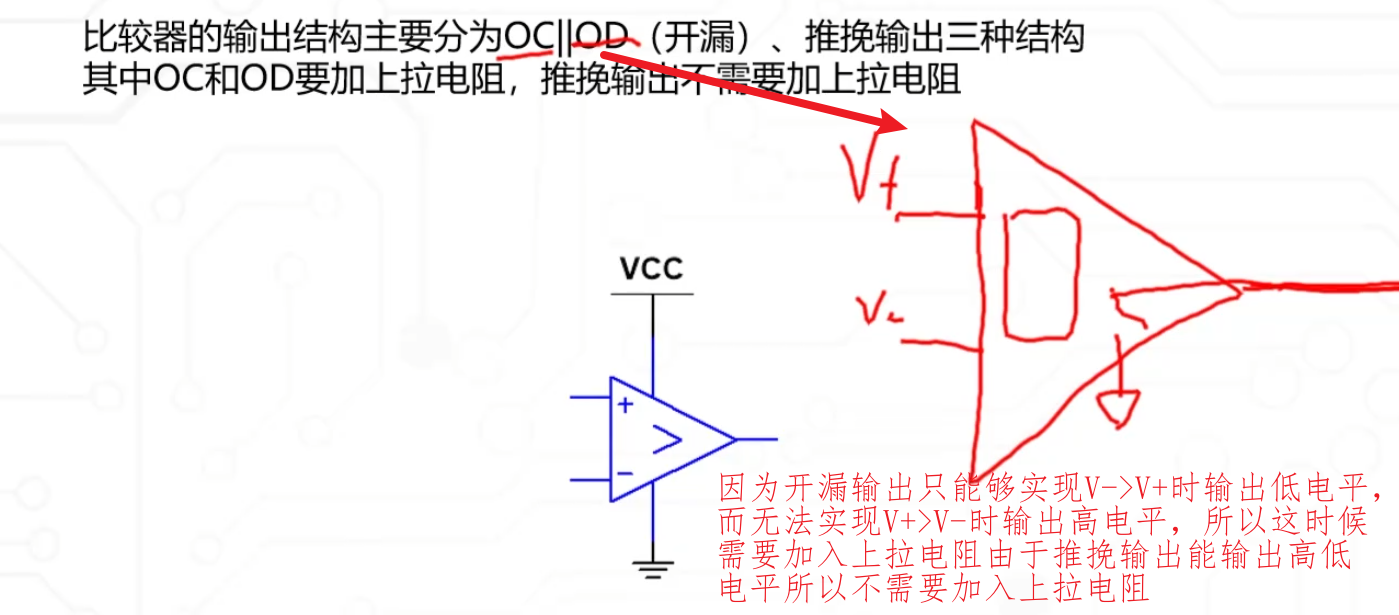 比较器的输出结构主要分为OC||OD（开漏）、推挽输出三种结构
其中OC和OD要加上拉电阻，推挽输出不需要加上拉电阻
V+
VCC
V-
+
>
-
因为开漏输出只能够实现V->V+时输出低电平，
而无法实现V+>V-时输出高电平，所以这时候
需要加入上拉电阻由于推挽输出能输出高低
电平所以不需要加入上拉电阻